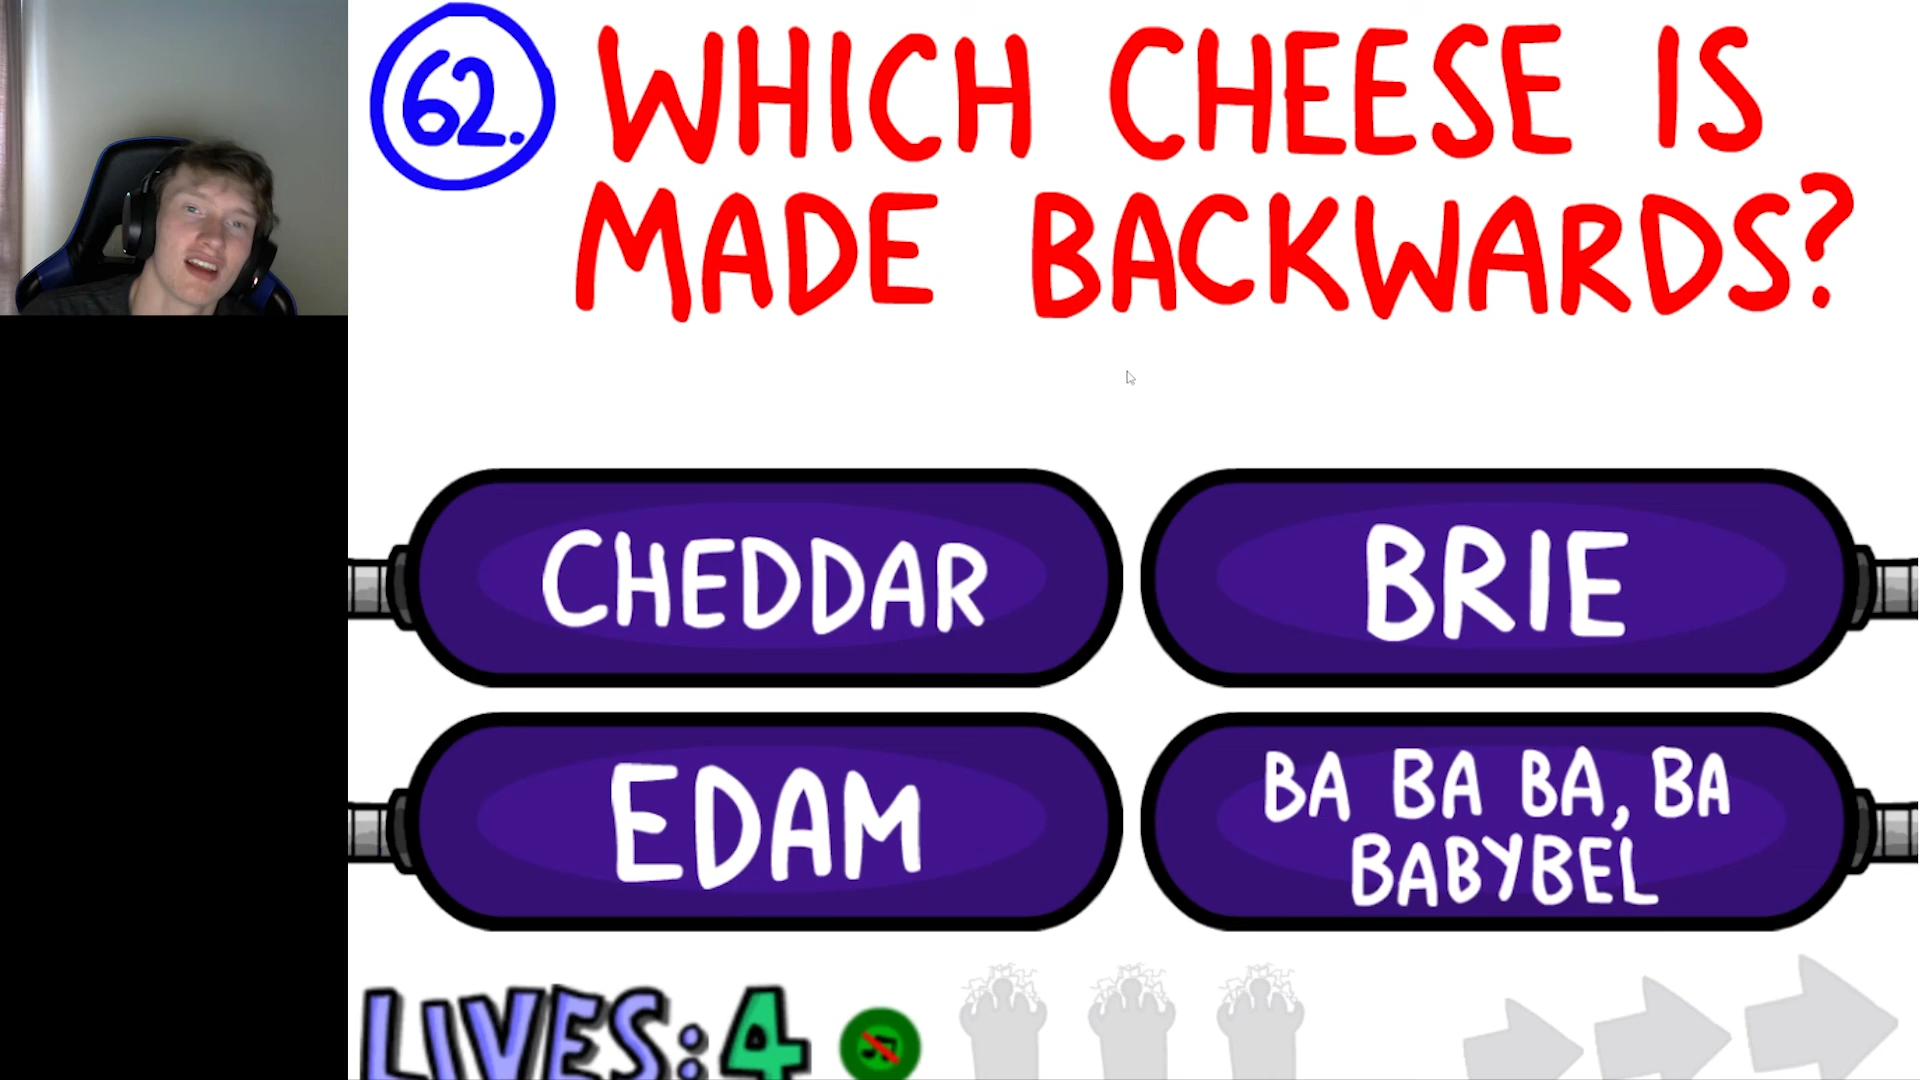 62. WHICH CHEESE IS
MADE BACKWARDS?
CHEDDAR
BRIE
EDAM
BA BA BA, BA
BABYBEL
LIVES: 4